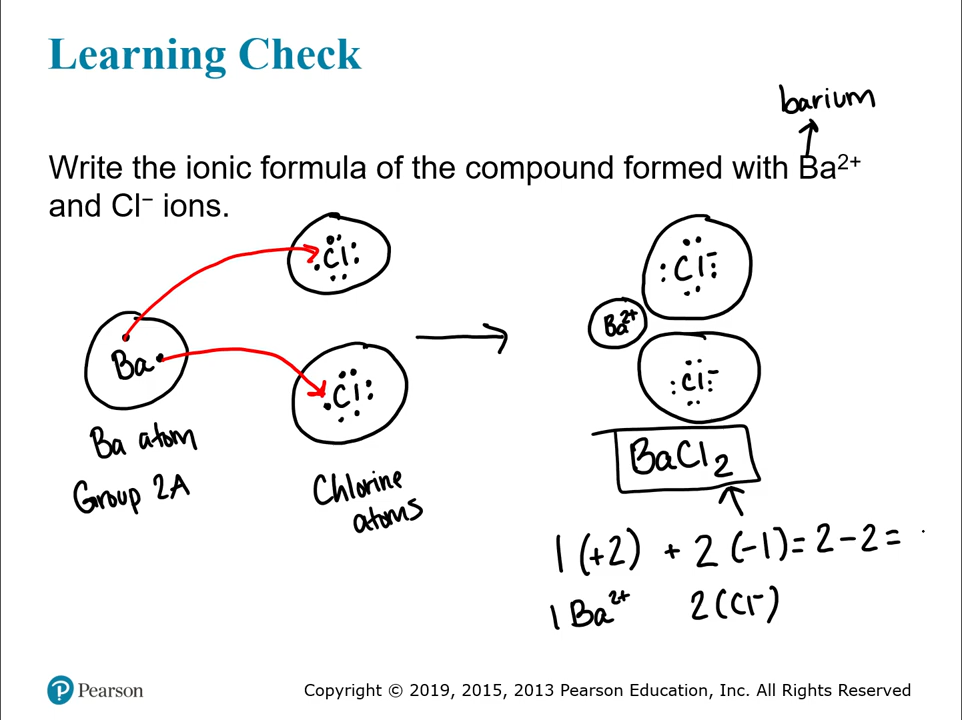 Learning Check
barium
Write the ionic formula of the compound formed with Ba²⁺
and Cl⁻ ions.
Cl
Cl⁻
Ba
Ba²⁺
Cl
Cl⁻
Ba atom
Group 2A
Chlorine
atoms
BaCl₂
1 (+2) + 2 (-1) = 2 - 2 =
1 Ba²⁺ 2 (Cl⁻)
Pearson
Copyright © 2019, 2015, 2013 Pearson Education, Inc. All Rights Reserved